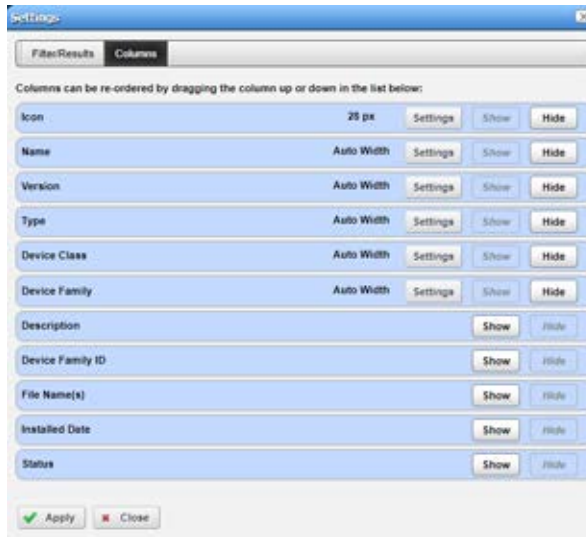 Settings
Filter/Results Columns
Columns can be re-ordered by dragging the column up or down in the list below:
Icon 28 px Settings Show Hide
Name Auto Width Settings Show Hide
Version Auto Width Settings Show Hide
Type Auto Width Settings Show Hide
Device Class Auto Width Settings Show Hide
Device Family Auto Width Settings Show Hide
Description Show Hide
Device Family ID Show Hide
File Name(s) Show Hide
Installed Date Show Hide
Status Show Hide
Apply Close